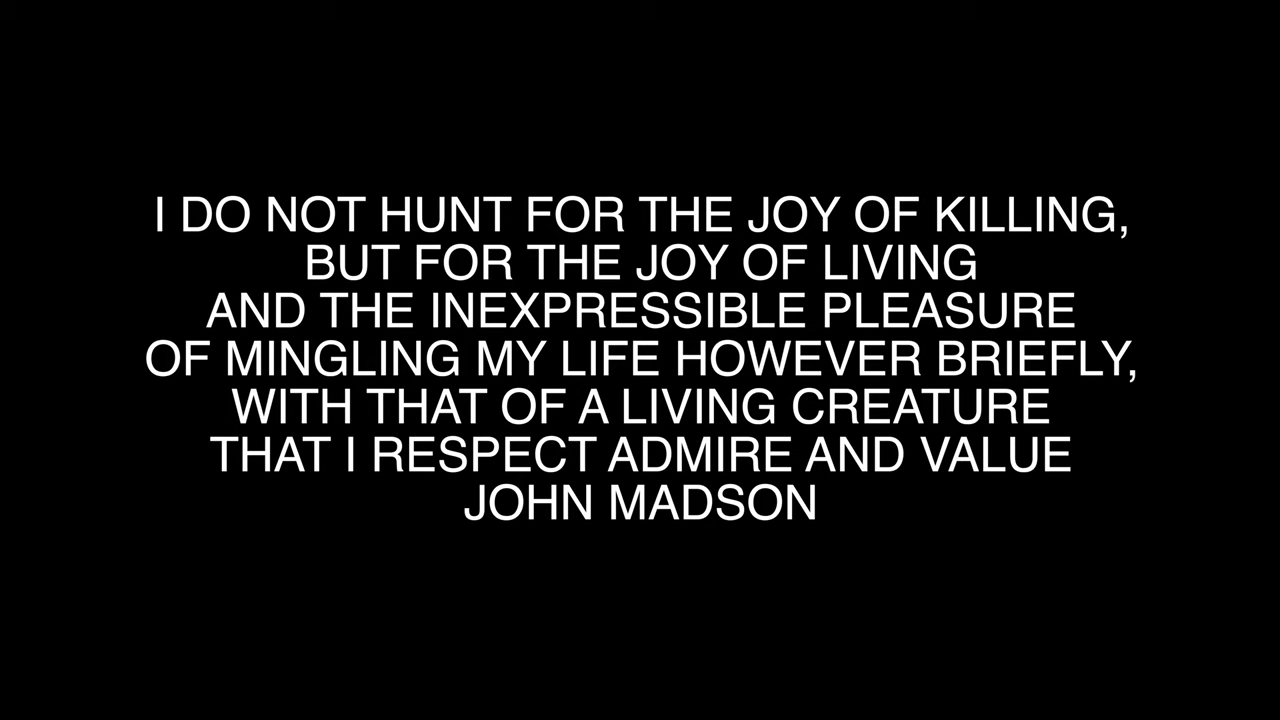 I DO NOT HUNT FOR THE JOY OF KILLING,
BUT FOR THE JOY OF LIVING
AND THE INEXPRESSIBLE PLEASURE
OF MINGLING MY LIFE HOWEVER BRIEFLY,
WITH THAT OF A LIVING CREATURE
THAT I RESPECT ADMIRE AND VALUE
JOHN MADSON